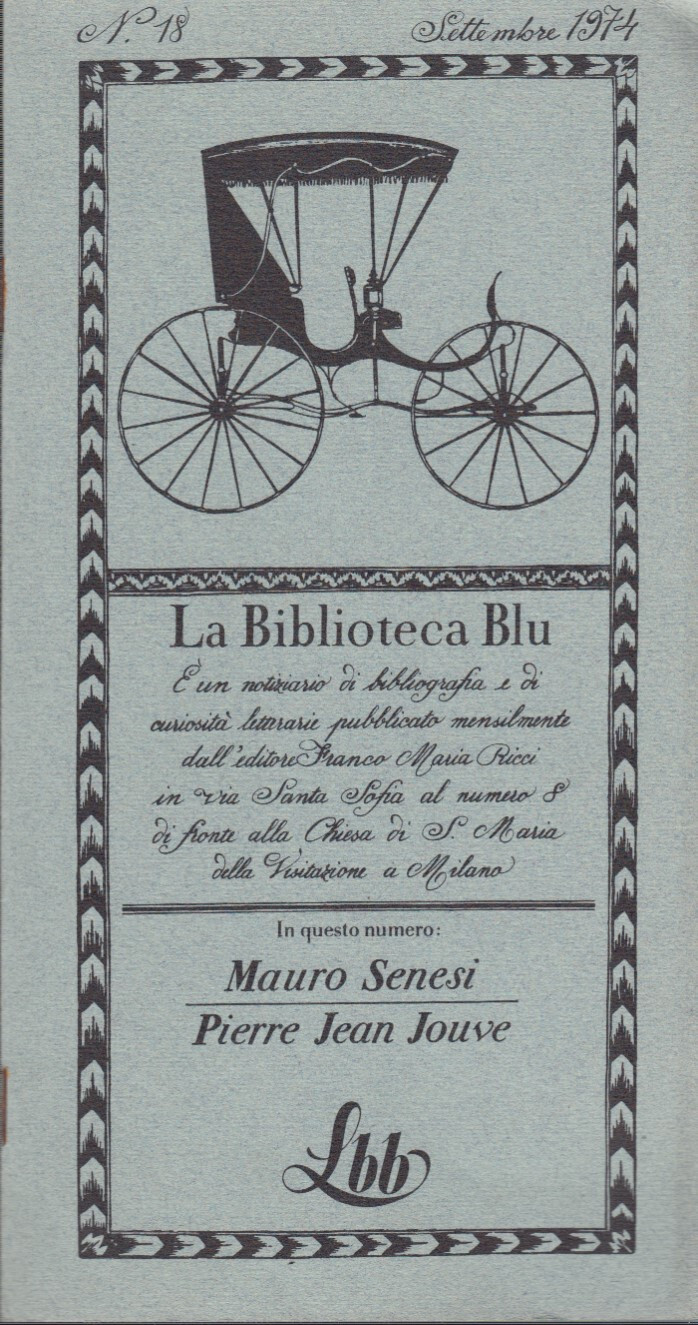 N. 18
Settembre 1974
La Biblioteca Blu
È un notiziario di bibliografia e di
curiosità letterarie pubblicato mensilmente
dall'editore Franco Maria Ricci
in via Santa Sofia al numero 8
di fronte alla Chiesa di S. Maria
della Visitazione a Milano
In questo numero:
Mauro Senesi
Pierre Jean Jouve
Lbb